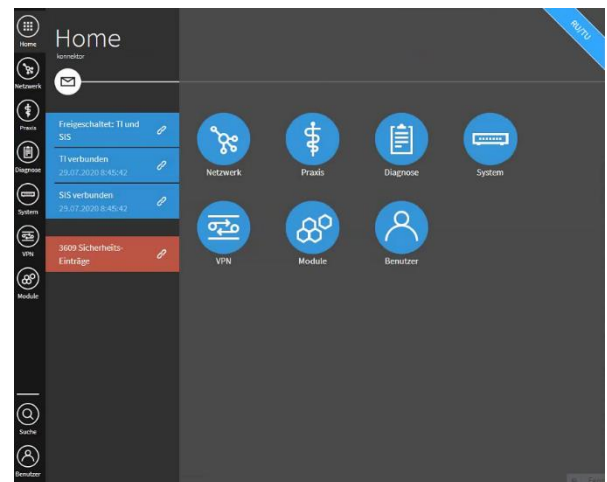 Home
konnektor
RU/TU
Home
Netzwerk
Praxis
Diagnose
System
VPN
Module
Suche
Benutzer
Freigeschaltet: TI und
SIS
TI verbunden
29.07.2020 8:45:42
SIS verbunden
29.07.2020 8:45:42
3609 Sicherheits-
Einträge
Netzwerk
Praxis
Diagnose
System
VPN
Module
Benutzer